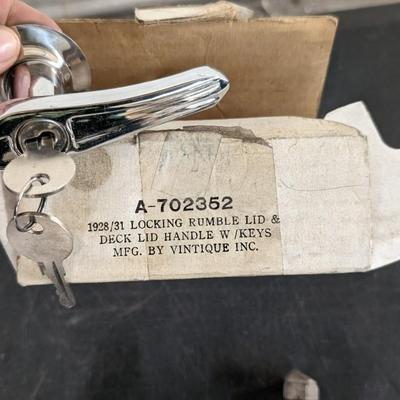 A-702352
1928/31 LOCKING RUMBLE LID &
DECK LID HANDLE W/KEYS
MFG. BY VINTIQUE INC.